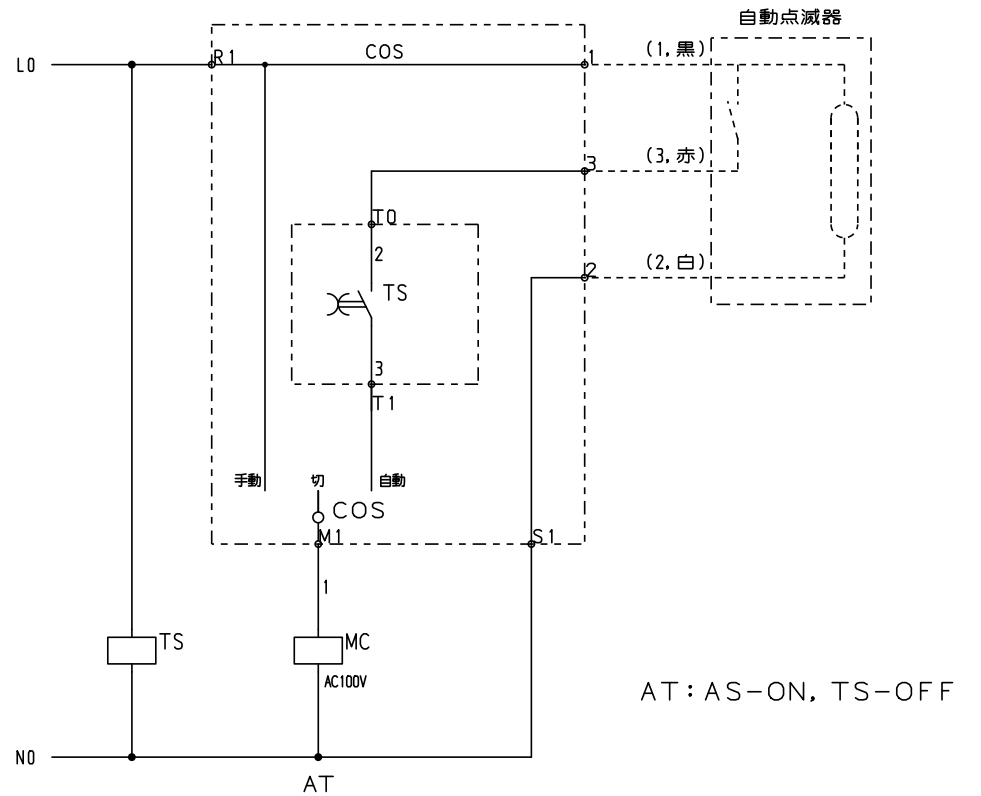 自動点滅器
L0
R1
COS
1
(1,黒)
3
(3,赤)
T0
2
2
(2,白)
TS
3
T1
手動
切
自動
COS
M1
S1
1
TS
MC
AC100V
AT:AS-ON, TS-OFF
N0
AT